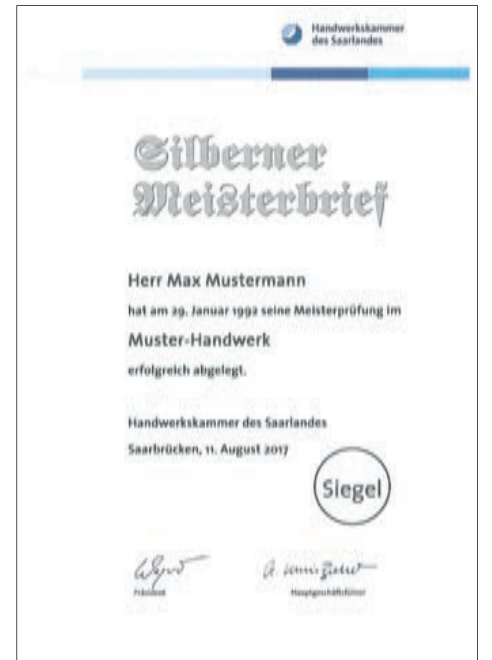 Handwerkskammer
des Saarlandes
Silberner
Meisterbrief
Herr Max Mustermann
hat am 29. Januar 1992 seine Meisterprüfung im
Muster-Handwerk
erfolgreich abgelegt.
Handwerkskammer des Saarlandes
Saarbrücken, 11. August 2017
Siegel
Präsident
Hauptgeschäftsführer